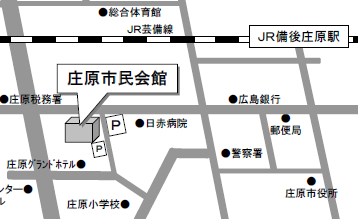 ●総合体育館
JR芸備線
JR備後庄原駅
庄原市民会館
●庄原税務署
●広島銀行
P
●日赤病院
●
郵便局
P
●警察署
庄原グランドホテル●
ンター●
ル
庄原小学校●
●
庄原市役所